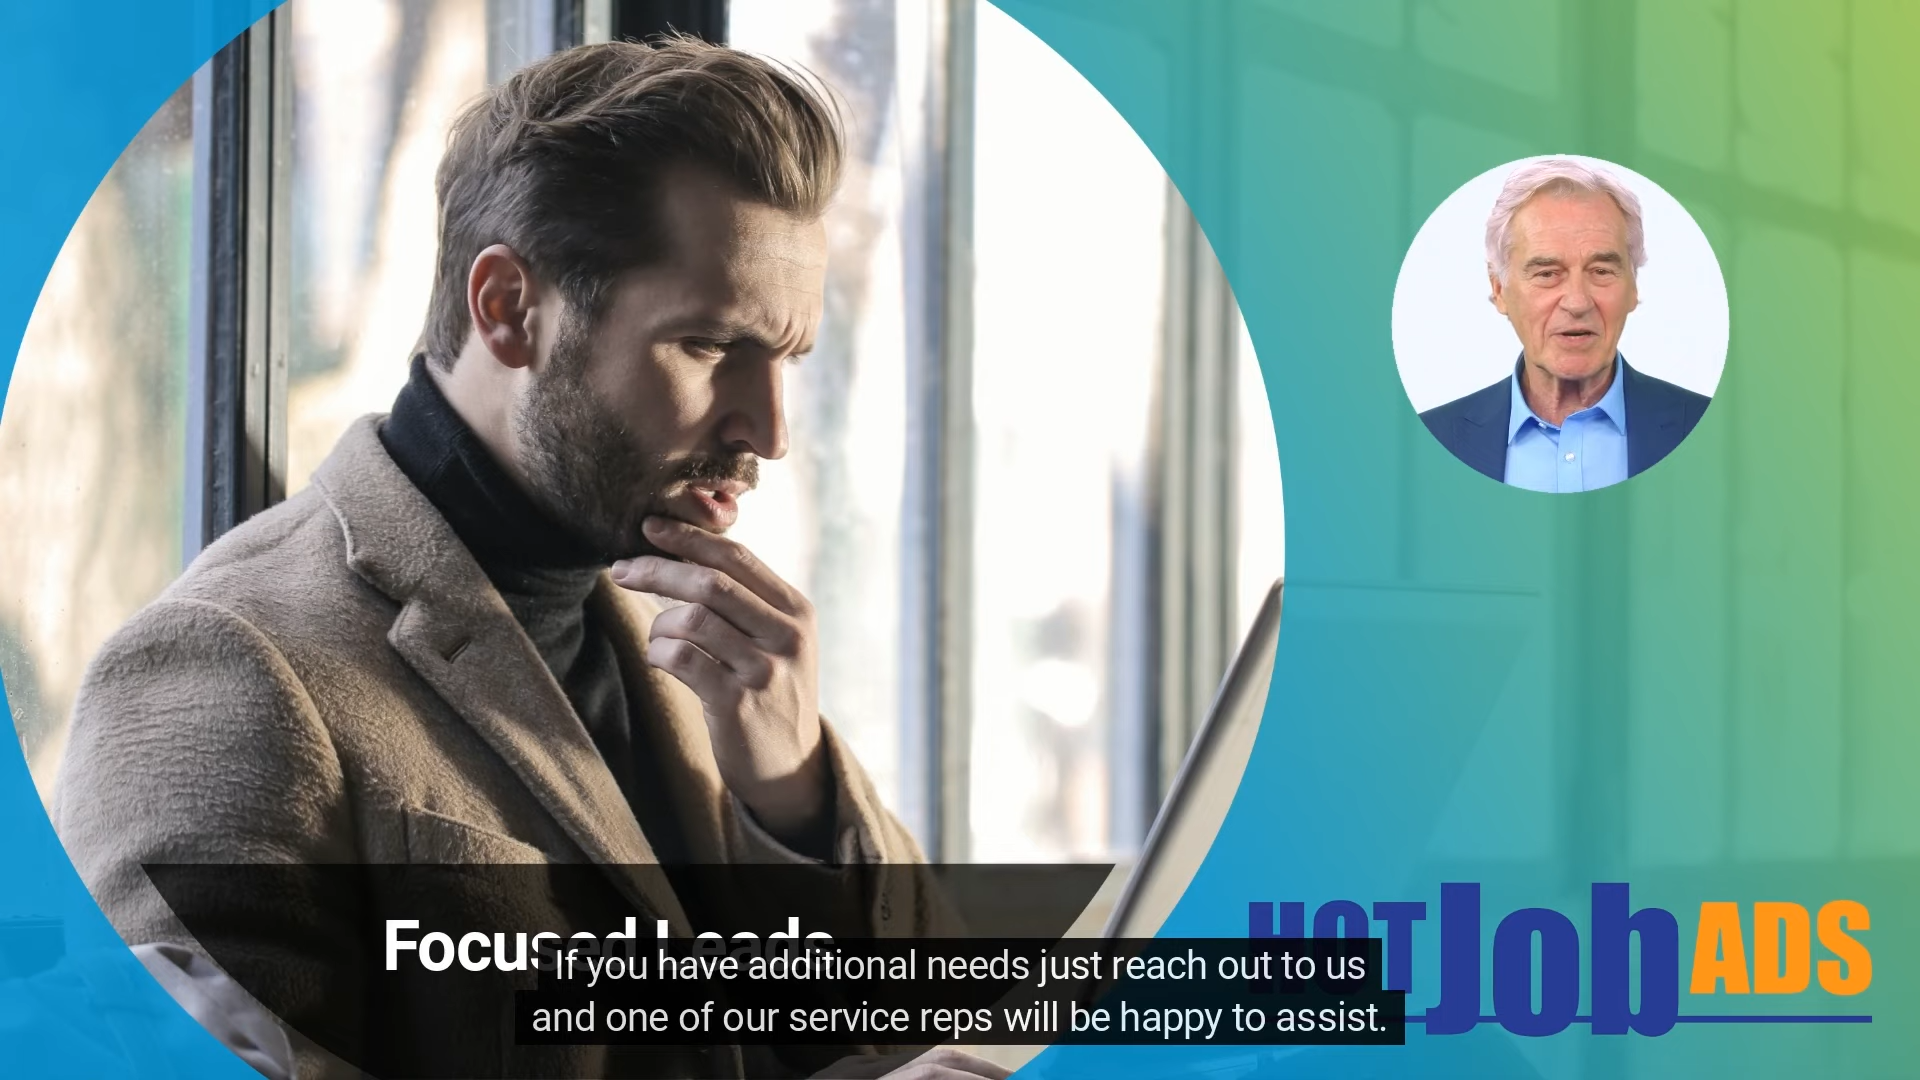 Focused Leads
If you have additional needs just reach out to us
and one of our service reps will be happy to assist.
HOT Job ADS